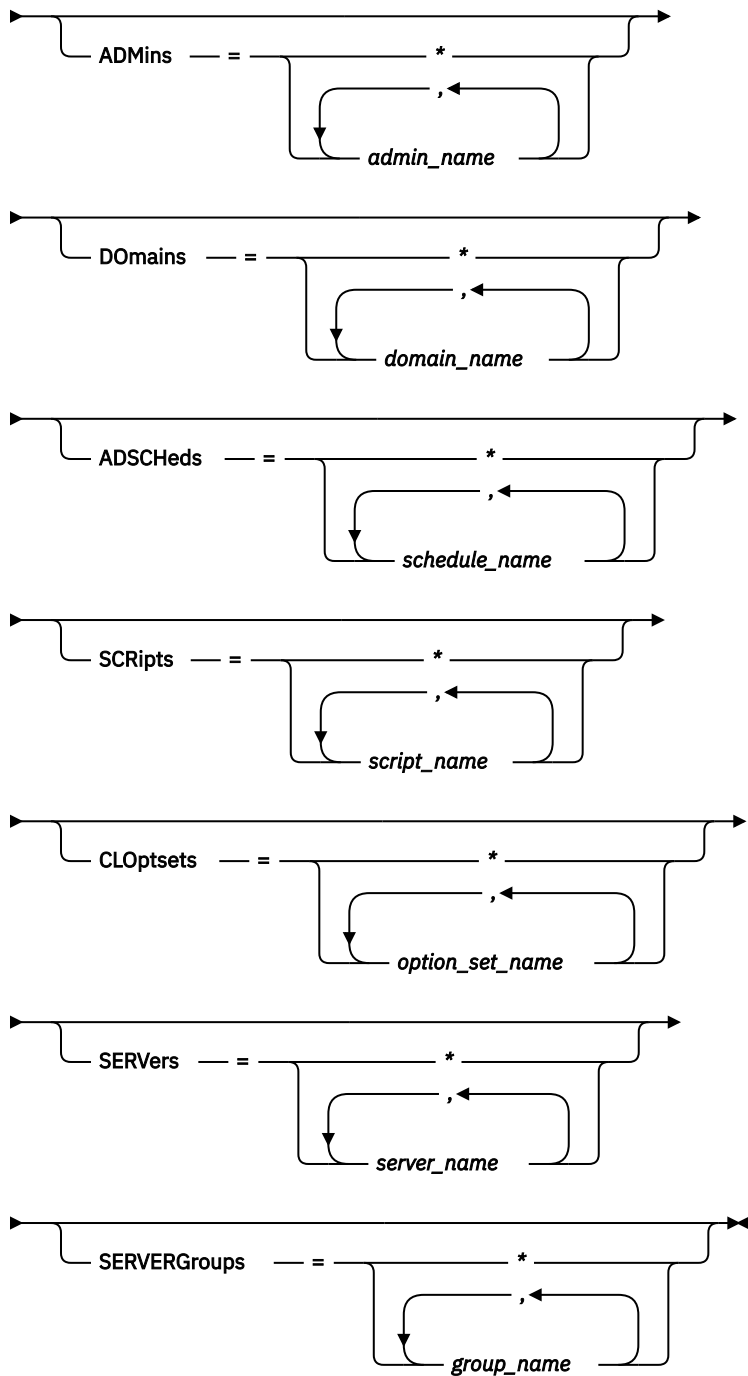 ADMins = *
,
admin_name
DOmains = *
,
domain_name
ADSCHeds = *
,
schedule_name
SCRipts = *
,
script_name
CLOptsets = *
,
option_set_name
SERVers = *
,
server_name
SERVERGroups = *
,
group_name